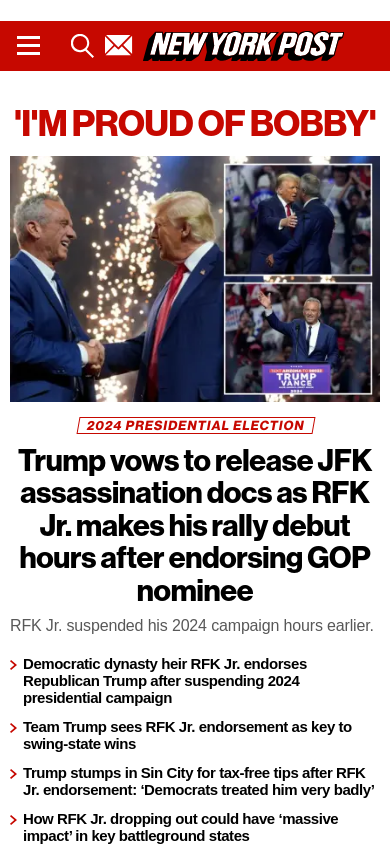 NEW YORK POST
'I'M PROUD OF BOBBY'
TRUMP
VANCE
2024 PRESIDENTIAL ELECTION
Trump vows to release JFK
assassination docs as RFK
Jr. makes his rally debut
hours after endorsing GOP
nominee
RFK Jr. suspended his 2024 campaign hours earlier.
Democratic dynasty heir RFK Jr. endorses
Republican Trump after suspending 2024
presidential campaign
Team Trump sees RFK Jr. endorsement as key to
swing-state wins
Trump stumps in Sin City for tax-free tips after RFK
Jr. endorsement: ‘Democrats treated him very badly’
How RFK Jr. dropping out could have ‘massive
impact’ in key battleground states